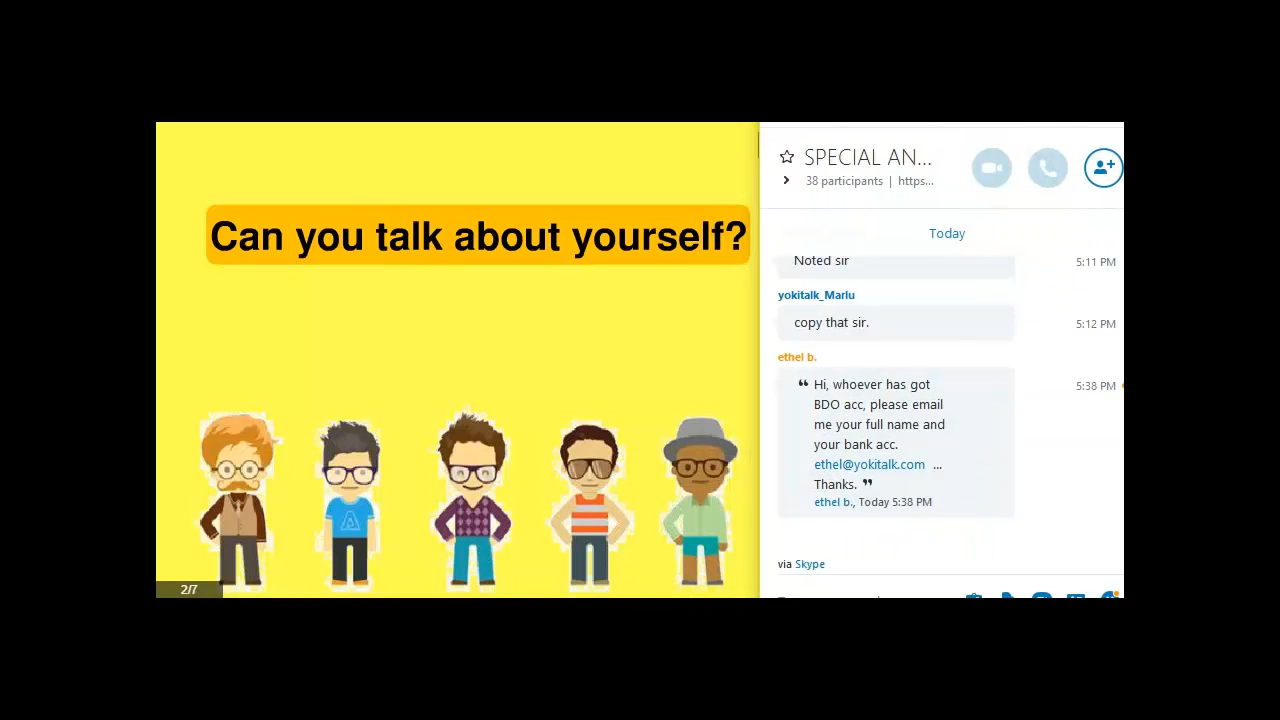 Can you talk about yourself?
2/7
SPECIAL AN...
38 participants | https...
Today
Noted sir
5:11 PM
yokitalk_Marlu
copy that sir.
5:12 PM
ethel b.
5:38 PM
❝ Hi, whoever has got
BDO acc, please email
me your full name and
your bank acc.
ethel@yokitalk.com ...
Thanks. ❞
ethel b., Today 5:38 PM
via Skype